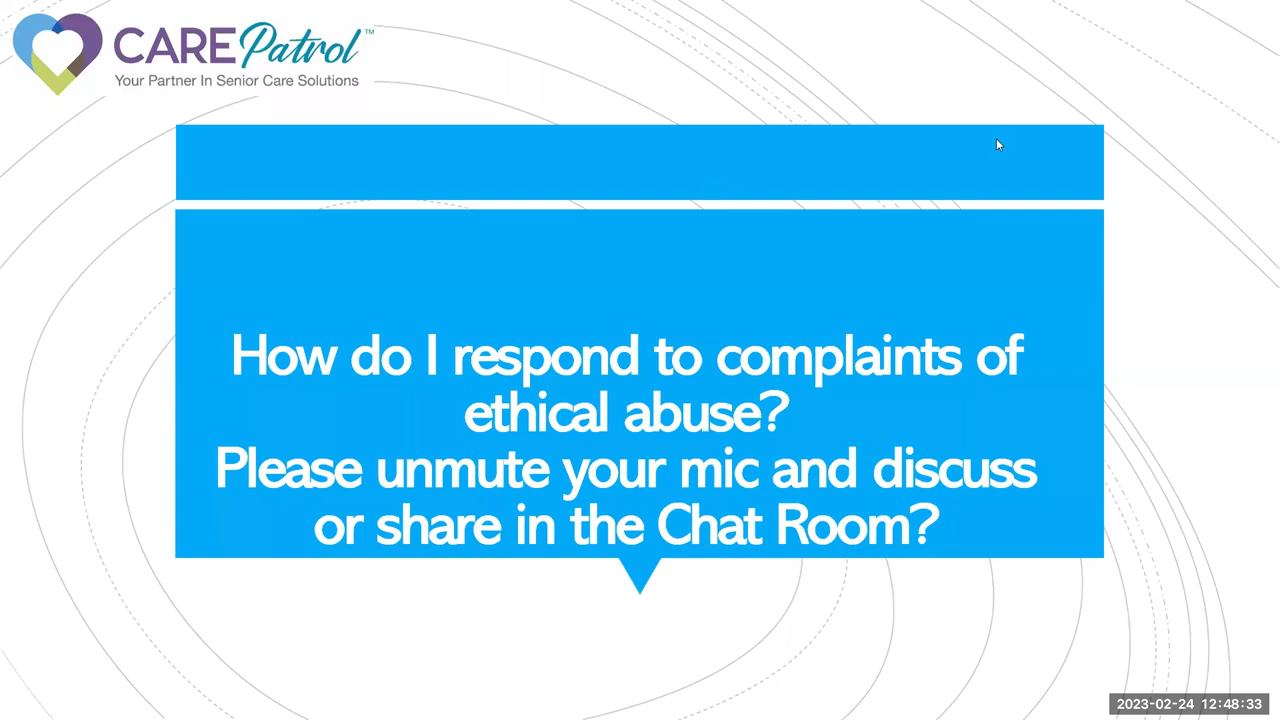 CAREPatrol™
Your Partner In Senior Care Solutions
How do I respond to complaints of
ethical abuse?
Please unmute your mic and discuss
or share in the Chat Room?
2023-02-24 12:48:33